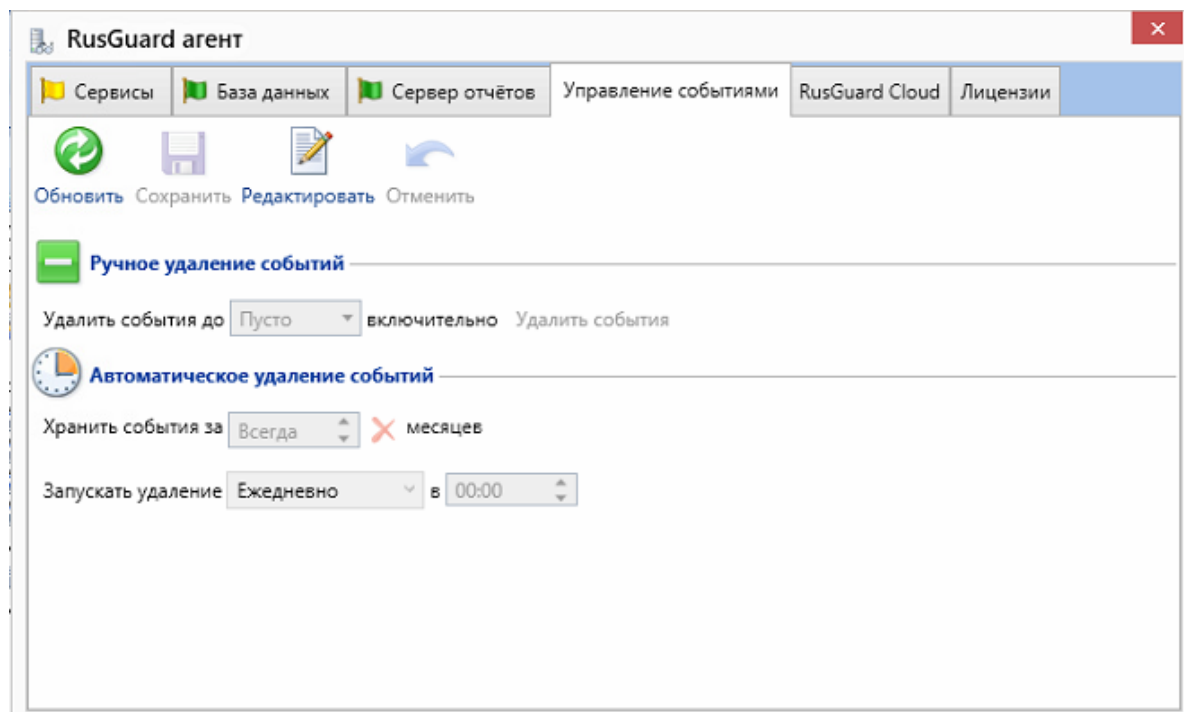 RusGuard агент
Сервисы База данных Сервер отчётов Управление событиями RusGuard Cloud Лицензии
Обновить Сохранить Редактировать Отменить
Ручное удаление событий
Удалить события до Пусто включительно Удалить события
Автоматическое удаление событий
Хранить события за Всегда месяцев
Запускать удаление Ежедневно в 00:00